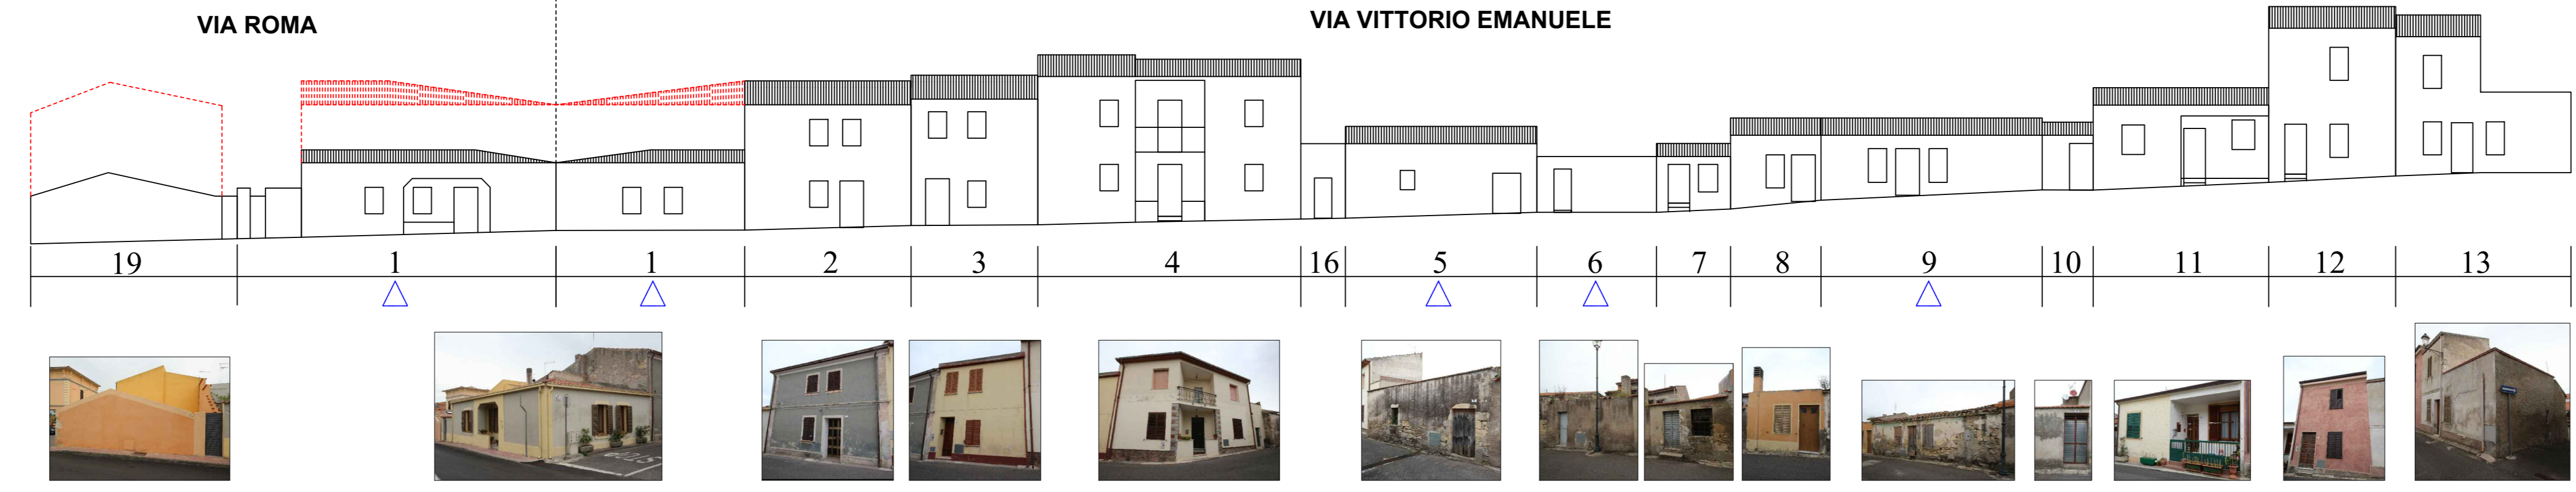 VIA ROMA
VIA VITTORIO EMANUELE
19 1 1 2 3 4 16 5 6 7 8 9 10 11 12 13